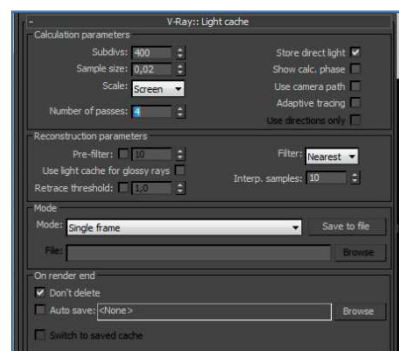 - V-Ray:: Light cache
Calculation parameters
Subdivs: 400 Store direct light
Sample size: 0,02 Show calc. phase
Scale: Screen Use camera path
Adaptive tracing
Number of passes: 4 Use directions only
Reconstruction parameters
Pre-filter: 10 Filter: Nearest
Use light cache for glossy rays Interp. samples: 10
Retrace threshold: 1,0
Mode
Mode: Single frame Save to file
File: Browse
On render end
Don't delete
Auto save: <None> Browse
Switch to saved cache